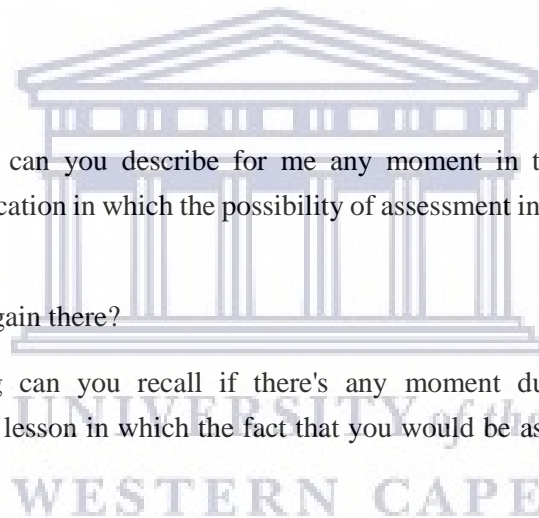 can you describe for me any moment in t
cation in which the possibility of assessment in
gain there?
g can you recall if there's any moment du
lesson in which the fact that you would be as
UNIVERSITY of the
WESTERN CAPE